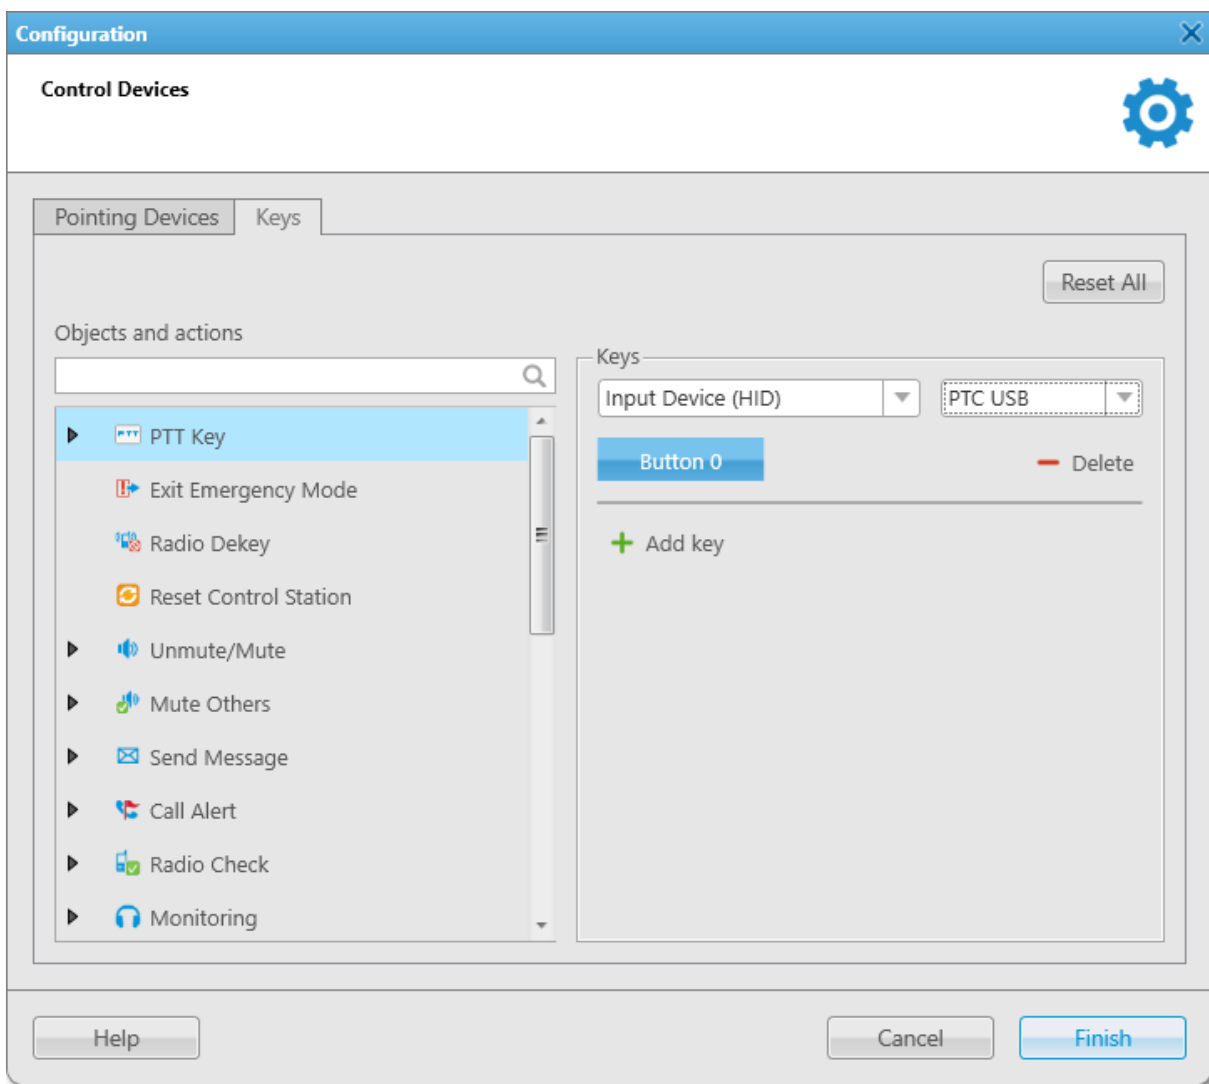 Configuration
Control Devices
Pointing Devices Keys
Reset All
Objects and actions
Keys
Input Device (HID) PTC USB
PTT PTT Key
Button 0 Delete
Exit Emergency Mode
Radio Dekey
Add key
Reset Control Station
Unmute/Mute
Mute Others
Send Message
Call Alert
Radio Check
Monitoring
Help Cancel Finish